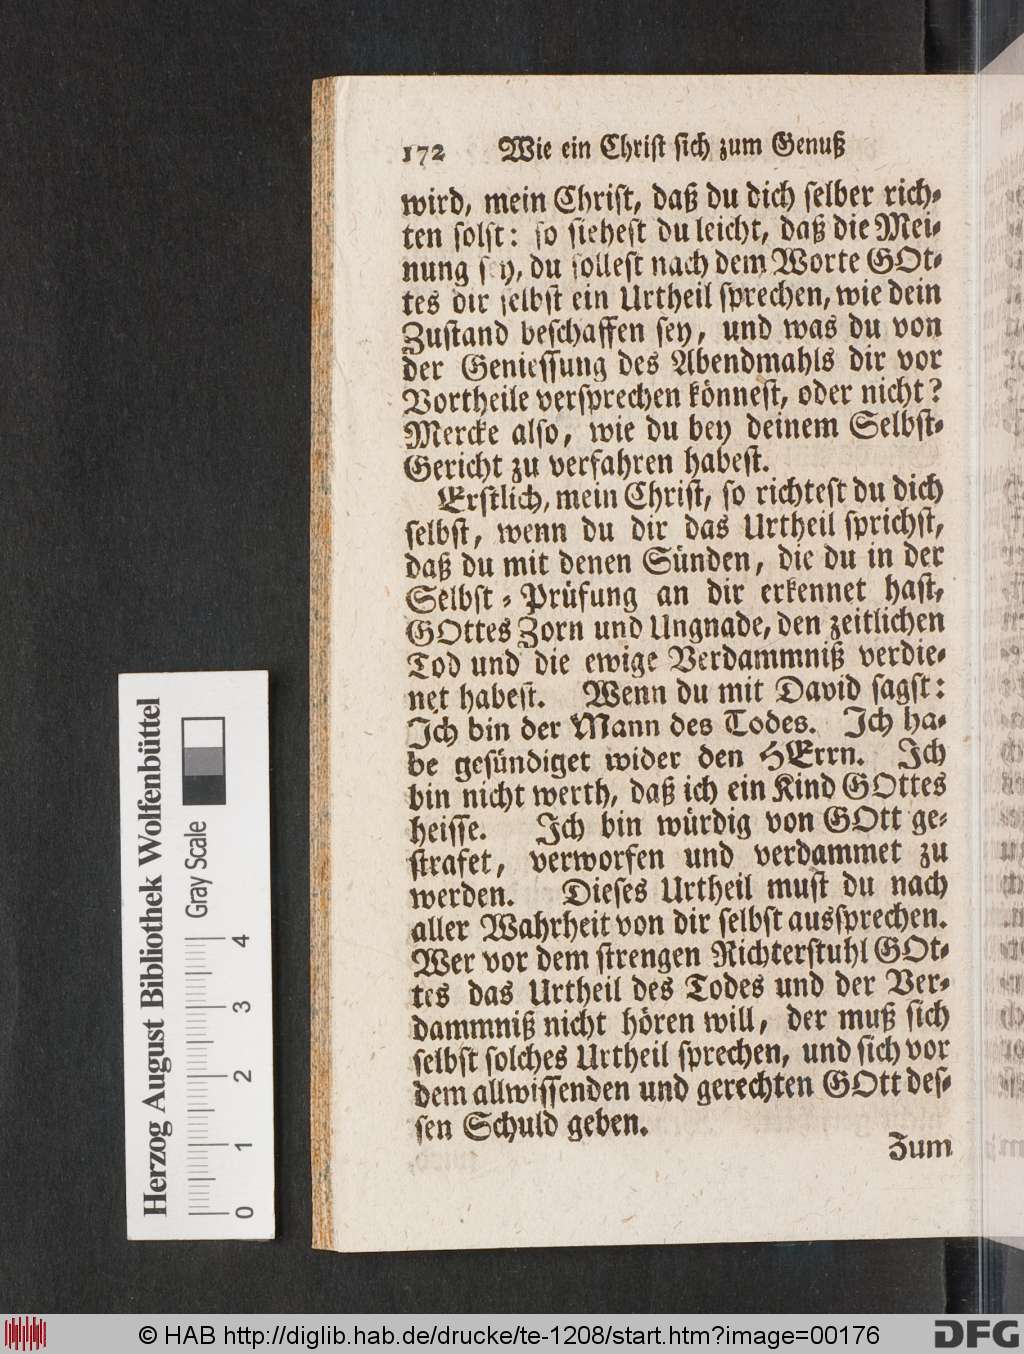 172 Wie ein Christ sich zum Genuß
wird, mein Christ, daß du dich selber rich-
ten solst: so siehest du leicht, daß die Mei-
nung sey, du sollest nach dem Worte GOt-
tes dir selbst ein Urtheil sprechen, wie dein
Zustand beschaffen sey, und was du von
der Geniessung des Abendmahls dir vor
Vortheile versprechen könnest, oder nicht?
Mercke also, wie du bey deinem Selbst-
Gericht zu verfahren habest.
Erstlich, mein Christ, so richtest du dich
selbst, wenn du dir das Urtheil sprichst,
daß du mit denen Sünden, die du in der
Selbst-Prüfung an dir erkennet hast,
GOttes Zorn und Ungnade, den zeitlichen
Tod und die ewige Verdammniß verdie-
net habest. Wenn du mit David sagst:
Ich bin der Mann des Todes. Ich ha-
be gesündiget wider den HErrn. Ich
bin nicht werth, daß ich ein Kind GOttes
heisse. Ich bin würdig von GOtt ge-
strafet, verworfen und verdammet zu
werden. Dieses Urtheil must du nach
aller Wahrheit von dir selbst aussprechen.
Wer vor dem strengen Richterstuhl GOt-
tes das Urtheil des Todes und der Ver-
dammniß nicht hören will, der muß sich
selbst solches Urtheil sprechen, und sich vor
dem allwissenden und gerechten GOtt des-
sen Schuld geben.
Zum
Herzog August Bibliothek Wolfenbüttel
Gray Scale
0 1 2 3 4
© HAB http://diglib.hab.de/drucke/te-1208/start.htm?image=00176
DFG